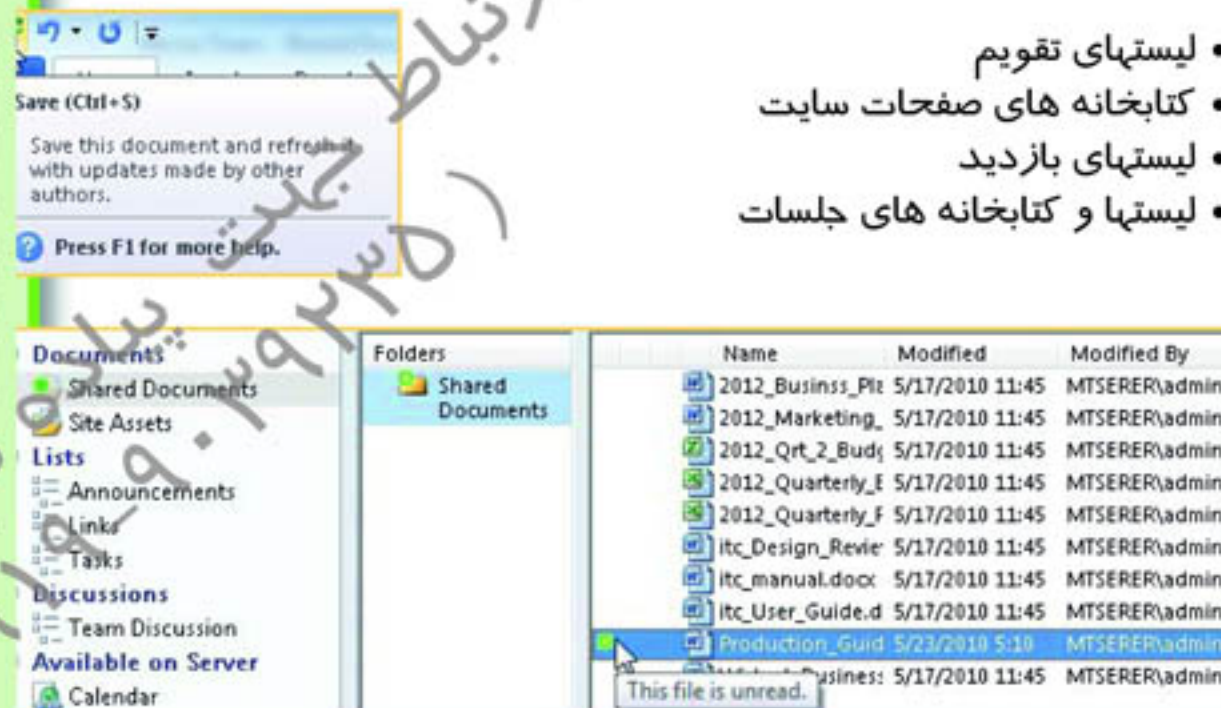 • لیستهای تقویم
• کتابخانه های صفحات سایت
• لیستهای بازدید
• لیستها و کتابخانه های جلسات
Save (Ctrl+S)
Save this document and refresh it
with updates made by other
authors.
Press F1 for more help.
Documents
Shared Documents
Site Assets
Lists
Announcements
Links
Tasks
Discussions
Team Discussion
Available on Server
Calendar
Folders
Shared
Documents
Name Modified Modified By
2012_Businss_Pla 5/17/2010 11:45 MTSERER\admin
2012_Marketing_ 5/17/2010 11:45 MTSERER\admin
2012_Qrt_2_Budg 5/17/2010 11:45 MTSERER\admin
2012_Quarterly_E 5/17/2010 11:45 MTSERER\admin
2012_Quarterly_F 5/17/2010 11:45 MTSERER\admin
itc_Design_Revie 5/17/2010 11:45 MTSERER\admin
itc_manual.docx 5/17/2010 11:45 MTSERER\admin
itc_User_Guide.d 5/17/2010 11:45 MTSERER\admin
Production_Guid 5/23/2010 5:10 MTSERER\admin
5/17/2010 11:45 MTSERER\admin
This file is unread.
جهت